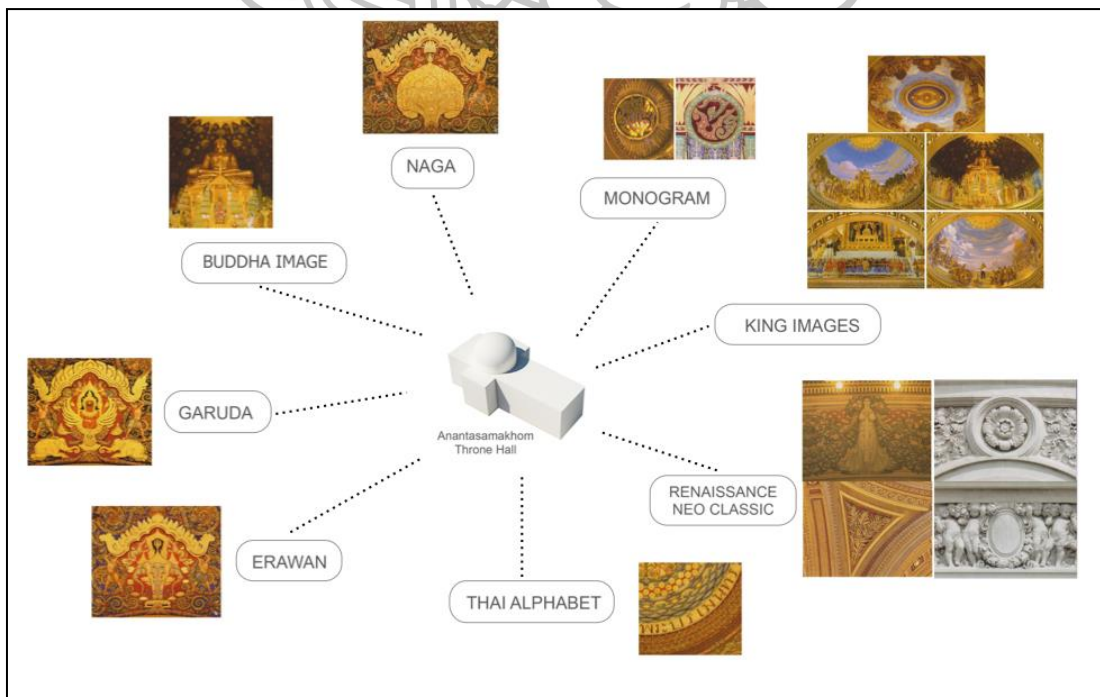 NAGA
MONOGRAM
BUDDHA IMAGE
KING IMAGES
GARUDA
Anantasamakhom
Throne Hall
RENAISSANCE
NEO CLASSIC
ERAWAN
THAI ALPHABET